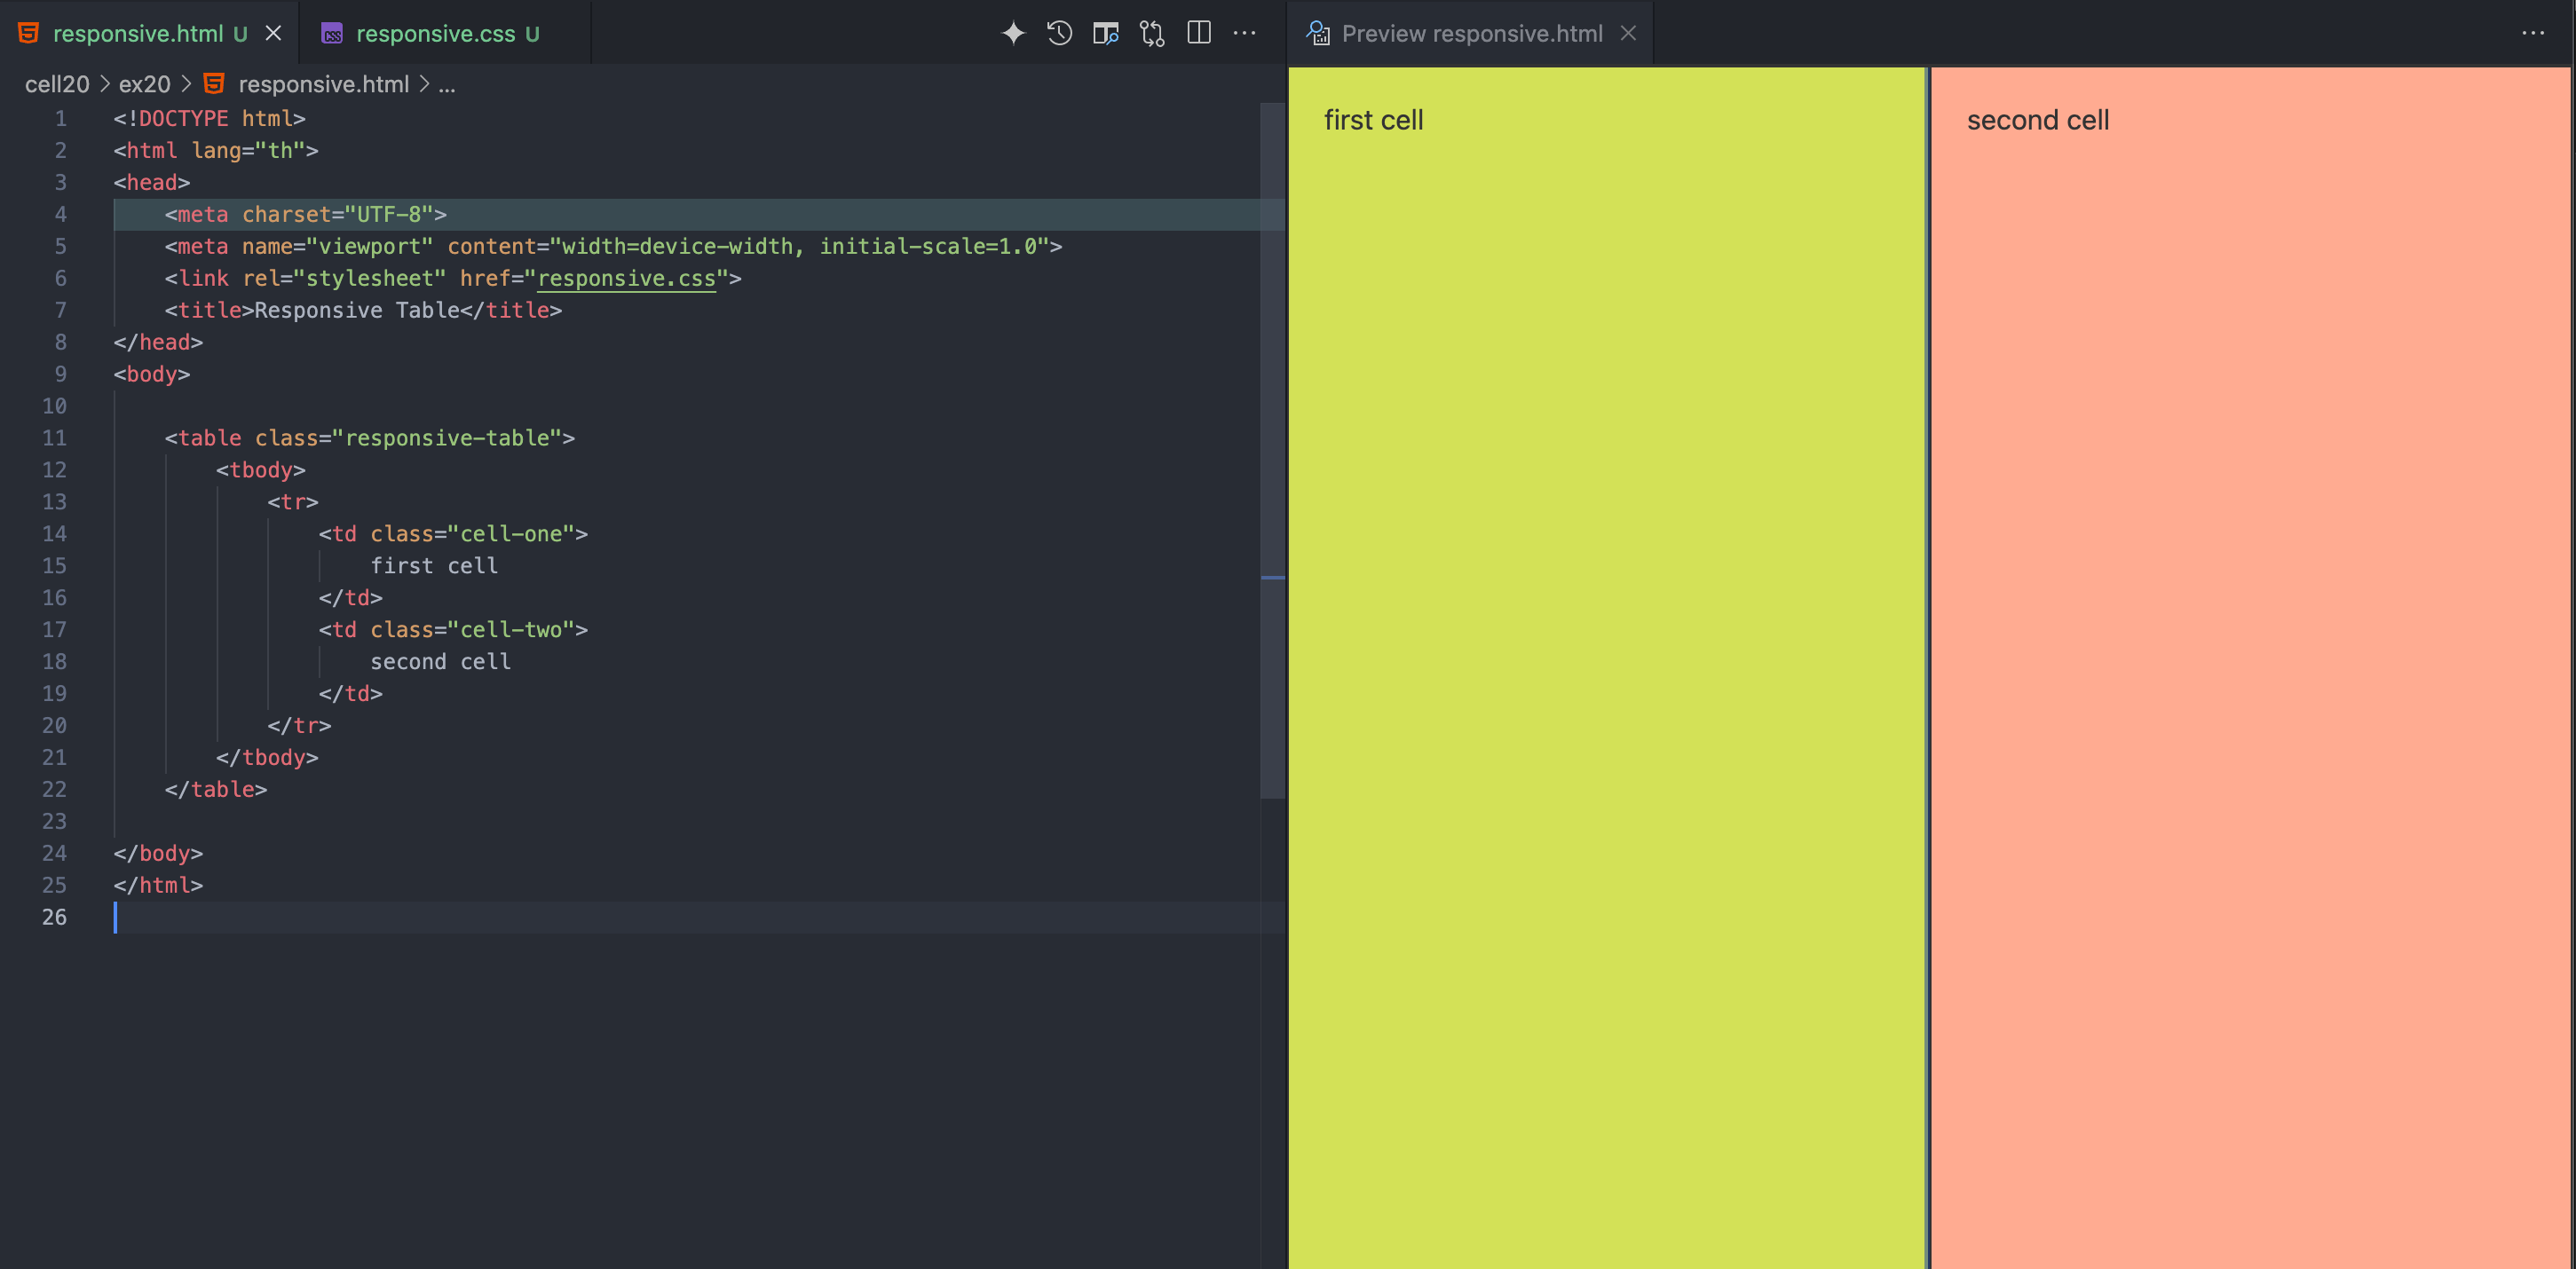 responsive.html U
responsive.css U
Preview responsive.html
cell20 > ex20 > responsive.html > ...
1 <!DOCTYPE html>
2 <html lang="th">
3 <head>
4     <meta charset="UTF-8">
5     <meta name="viewport" content="width=device-width, initial-scale=1.0">
6     <link rel="stylesheet" href="responsive.css">
7     <title>Responsive Table</title>
8 </head>
9 <body>
10
11     <table class="responsive-table">
12         <tbody>
13             <tr>
14                 <td class="cell-one">
15                     first cell
16                 </td>
17                 <td class="cell-two">
18                     second cell
19                 </td>
20             </tr>
21         </tbody>
22     </table>
23
24 </body>
25 </html>
26
first cell
second cell